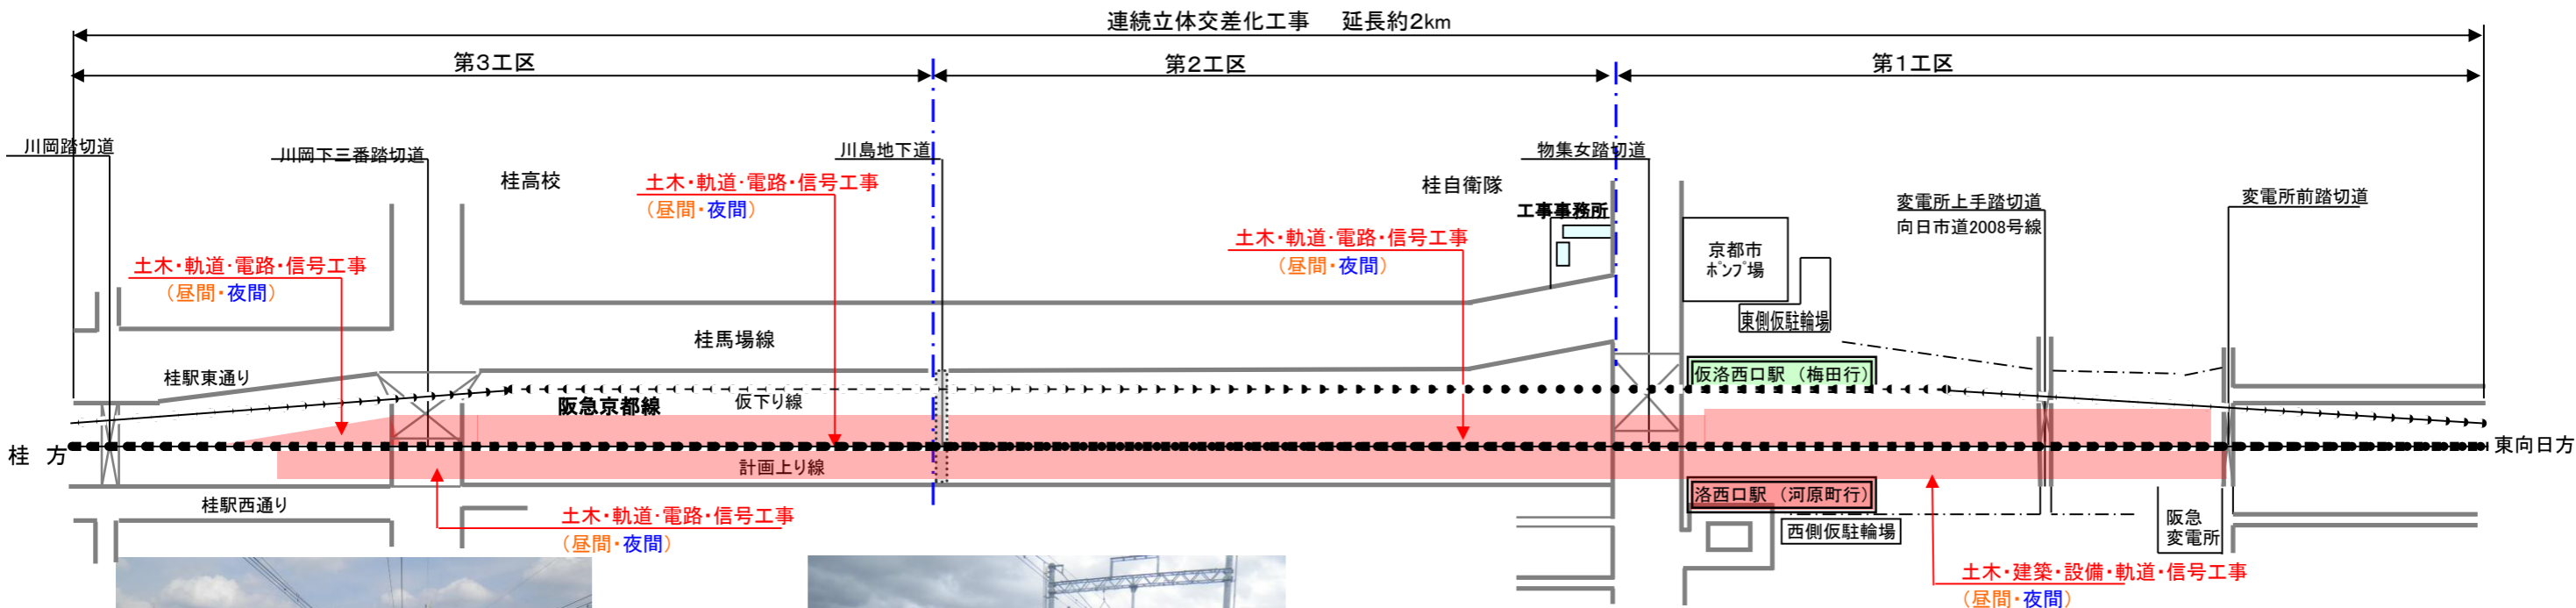 連続立体交差化工事　延長約2km
第3工区
第2工区
第1工区
川岡踏切道
川岡下三番踏切道
川島地下道
物集女踏切道
変電所上手踏切道
向日市道2008号線
変電所前踏切道
桂高校
桂自衛隊
工事事務所
京都市
ポンプ場
東側仮駐輪場
土木・軌道・電路・信号工事
（昼間・夜間）
土木・軌道・電路・信号工事
（昼間・夜間）
土木・軌道・電路・信号工事
（昼間・夜間）
桂馬場線
桂駅東通り
阪急京都線
仮下り線
仮洛西口駅（梅田行）
桂　方
東向日方
計画上り線
桂駅西通り
洛西口駅（河原町行）
西側仮駐輪場
阪急
変電所
土木・軌道・電路・信号工事
（昼間・夜間）
土木・建築・設備・軌道・信号工事
（昼間・夜間）